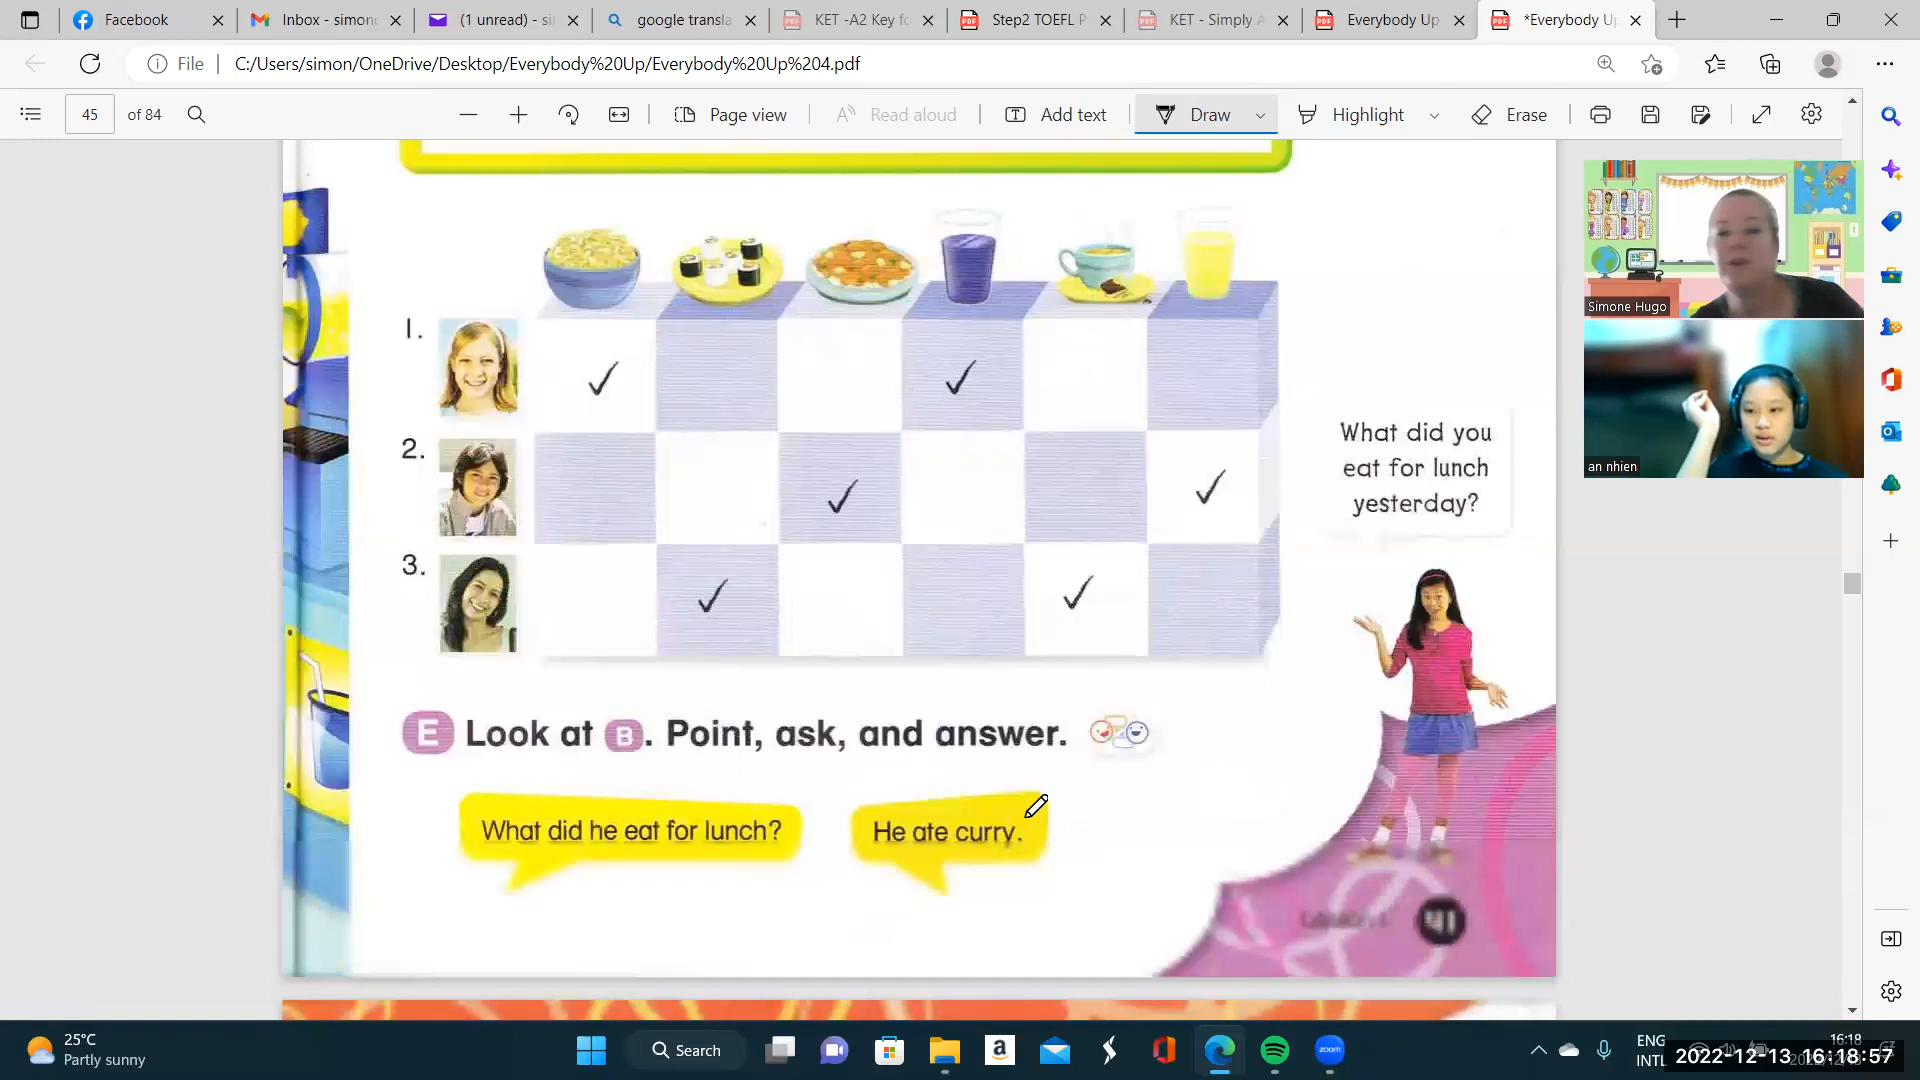 Facebook
Inbox - simon
(1 unread) - si
google transla
KET -A2 Key fo
Step2 TOEFL P
KET - Simply A
Everybody Up
*Everybody U
File
C:/Users/simon/OneDrive/Desktop/Everybody%20Up/Everybody%20Up%204.pdf
45 of 84
Page view
Read aloud
Add text
Draw
Highlight
Erase
Simone Hugo
an nhien
1.
2.
3.
What did you
eat for lunch
yesterday?
E Look at B. Point, ask, and answer.
What did he eat for lunch?
He ate curry.
41
25°C
Partly sunny
Search
zoom
ENG
INTL
16:18
2022-12-13 16:18:57